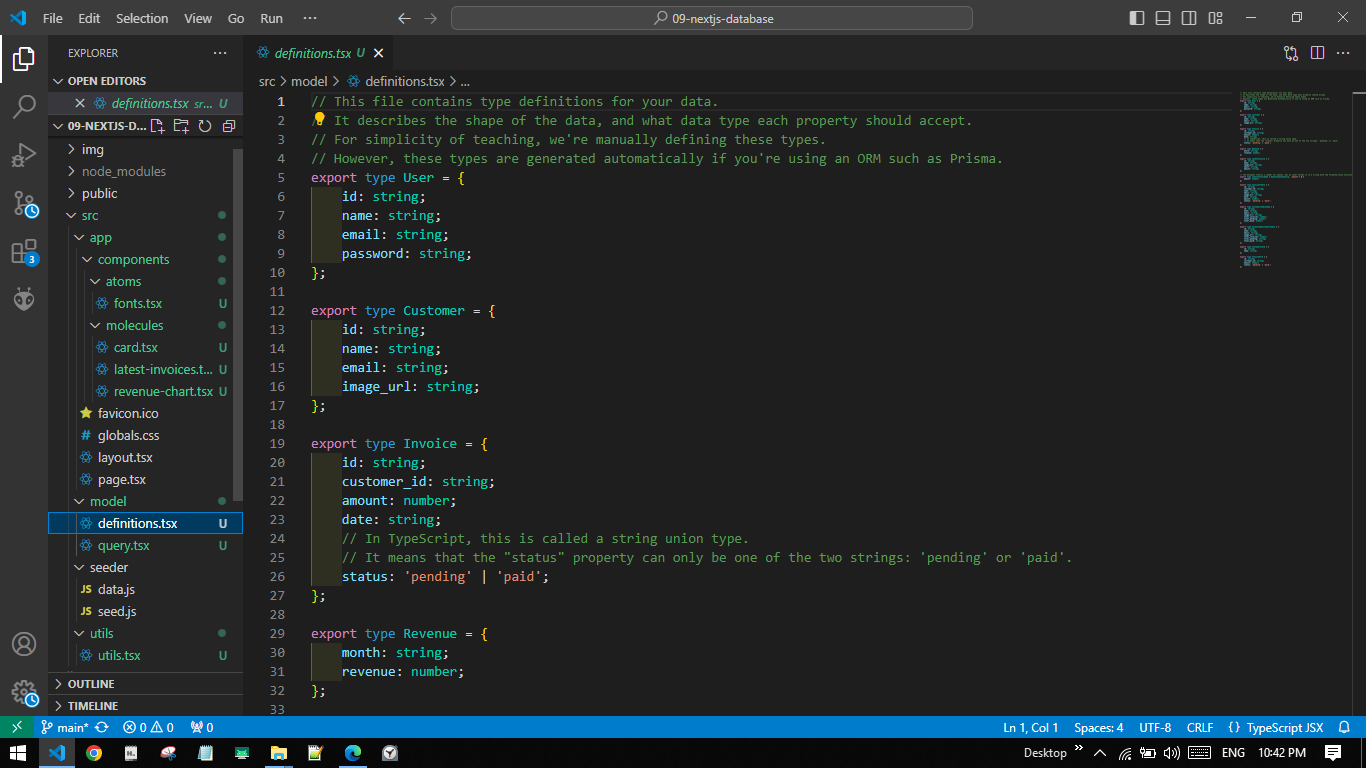 File Edit Selection View Go Run ···
09-nextjs-database
EXPLORER
OPEN EDITORS
definitions.tsx sr... U
09-NEXTJS-D...
img
node_modules
public
src
app
components
atoms
fonts.tsx U
molecules
card.tsx U
latest-invoices.t... U
revenue-chart.tsx U
favicon.ico
# globals.css
layout.tsx
page.tsx
model
definitions.tsx U
query.tsx U
seeder
JS data.js
JS seed.js
utils
utils.tsx U
OUTLINE
TIMELINE
3
definitions.tsx U
src > model > definitions.tsx > ...
1 // This file contains type definitions for your data.
2 // It describes the shape of the data, and what data type each property should accept.
3 // For simplicity of teaching, we're manually defining these types.
4 // However, these types are generated automatically if you're using an ORM such as Prisma.
5 export type User = {
6 id: string;
7 name: string;
8 email: string;
9 password: string;
10 };
11
12 export type Customer = {
13 id: string;
14 name: string;
15 email: string;
16 image_url: string;
17 };
18
19 export type Invoice = {
20 id: string;
21 customer_id: string;
22 amount: number;
23 date: string;
24 // In TypeScript, this is called a string union type.
25 // It means that the "status" property can only be one of the two strings: 'pending' or 'paid'.
26 status: 'pending' | 'paid';
27 };
28
29 export type Revenue = {
30 month: string;
31 revenue: number;
32 };
33
main* 0 0 0
Ln 1, Col 1 Spaces: 4 UTF-8 CRLF {} TypeScript JSX
Desktop » ENG 10:42 PM